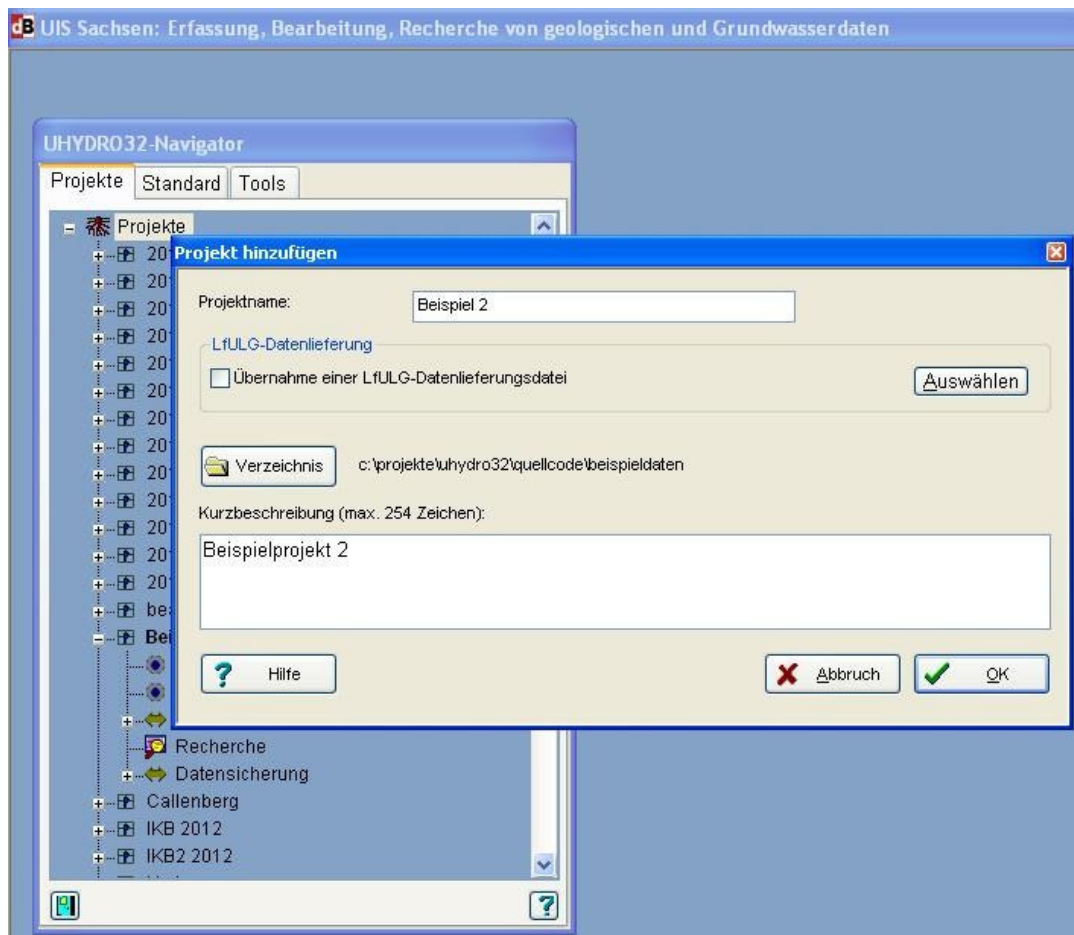 dB UIS Sachsen: Erfassung, Bearbeitung, Recherche von geologischen und Grundwasserdaten
UHYDRO32-Navigator
Projekte Standard Tools
Projekte
Projekt hinzufügen
Projektname: Beispiel 2
LfULG-Datenlieferung
Übernahme einer LfULG-Datenlieferungsdatei Auswählen
Verzeichnis c:\projekte\uhydro32\quellcode\beispieldaten
Kurzbeschreibung (max. 254 Zeichen):
Beispielprojekt 2
? Hilfe Abbruch OK
Recherche
Datensicherung
Callenberg
IKB 2012
IKB2 2012
?